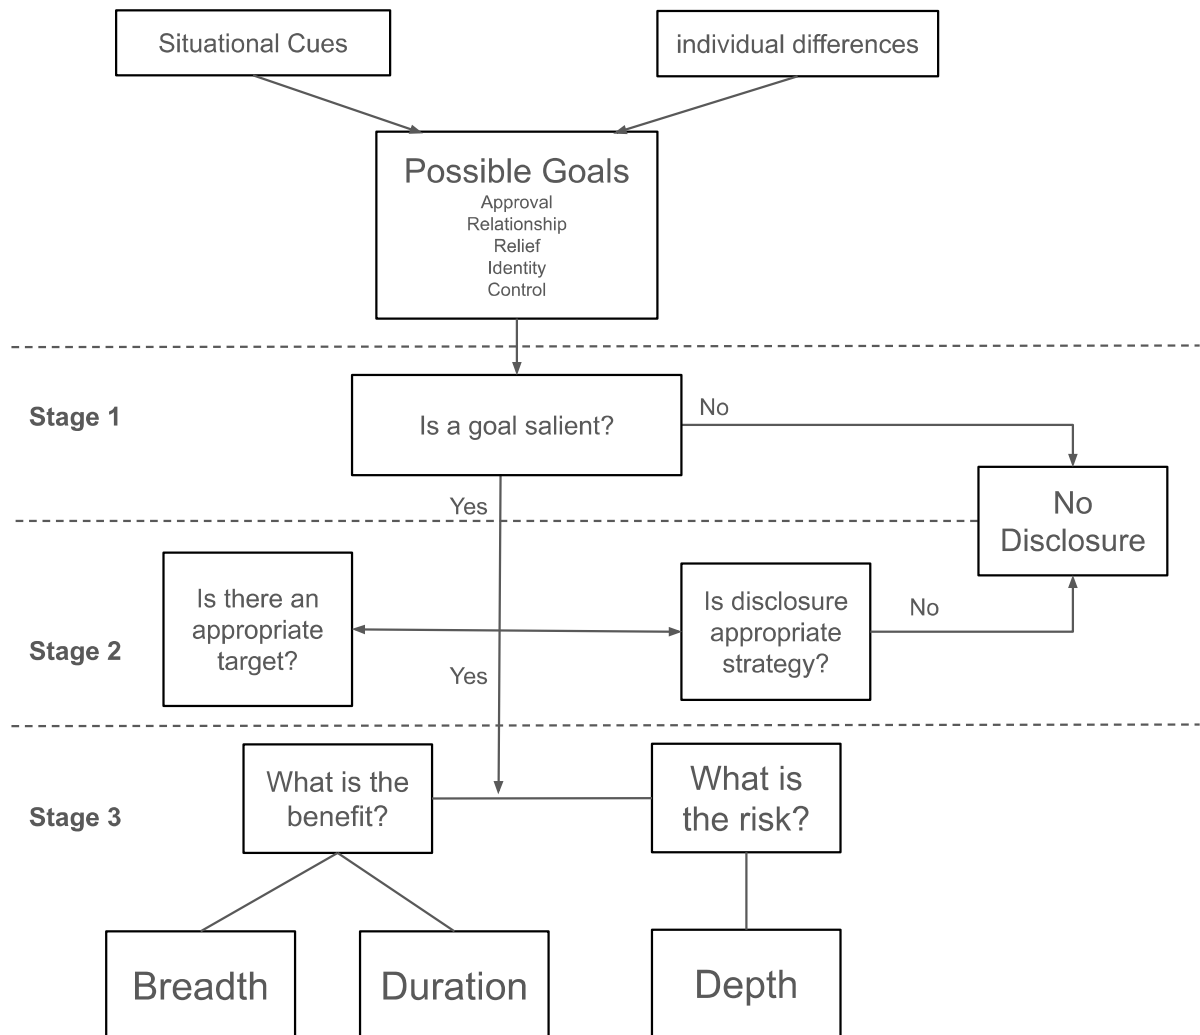 Situational Cues
individual differences
Possible Goals
Approval
Relationship
Relief
Identity
Control
Stage 1
Is a goal salient?
No
Yes
No
Disclosure
Stage 2
Is there an
appropriate
target?
Is disclosure
appropriate
strategy?
No
Yes
Stage 3
What is the
benefit?
What is
the risk?
Breadth
Duration
Depth